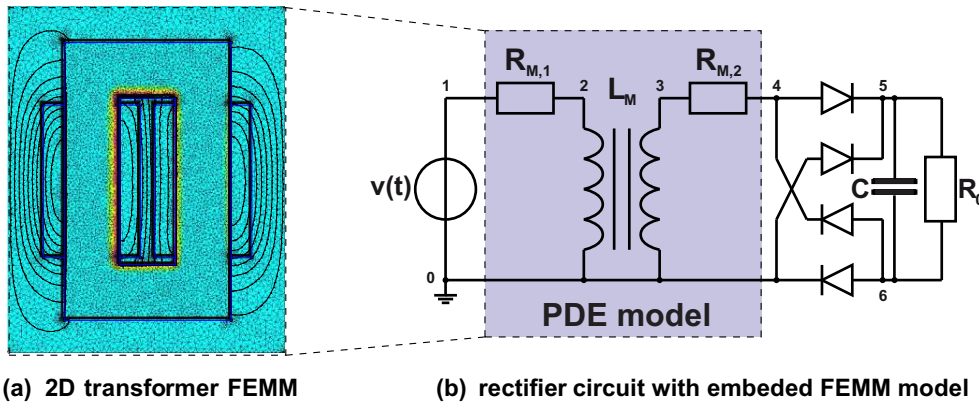 R_M,1
R_M,2
L_M
1
2
3
4
5
v(t)
C
R_0
0
6
PDE model
(a) 2D transformer FEMM
(b) rectifier circuit with embeded FEMM model